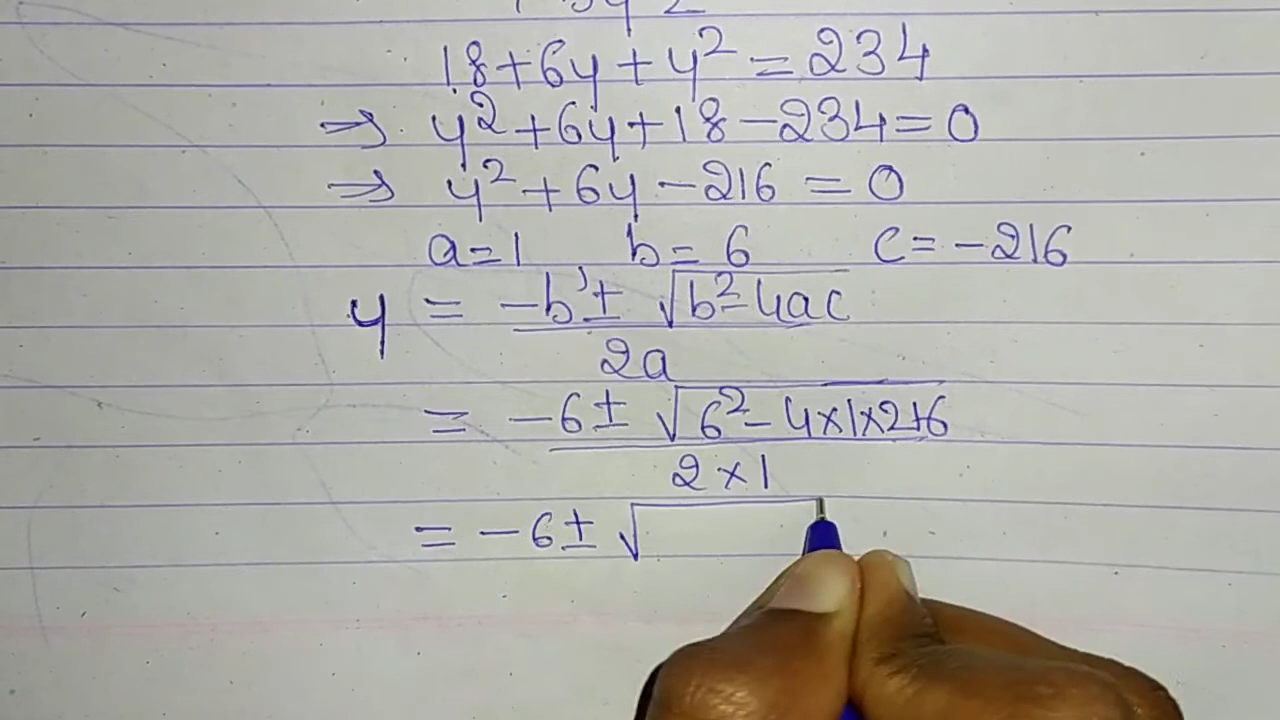 18+6y+y²=234
⇒ y²+6y+18-234=0
⇒ y²+6y-216=0
a=1 b=6 c=-216
y = -b±√b²-4ac
2a
= -6±√6²-4×1×216
2×1
= -6±√